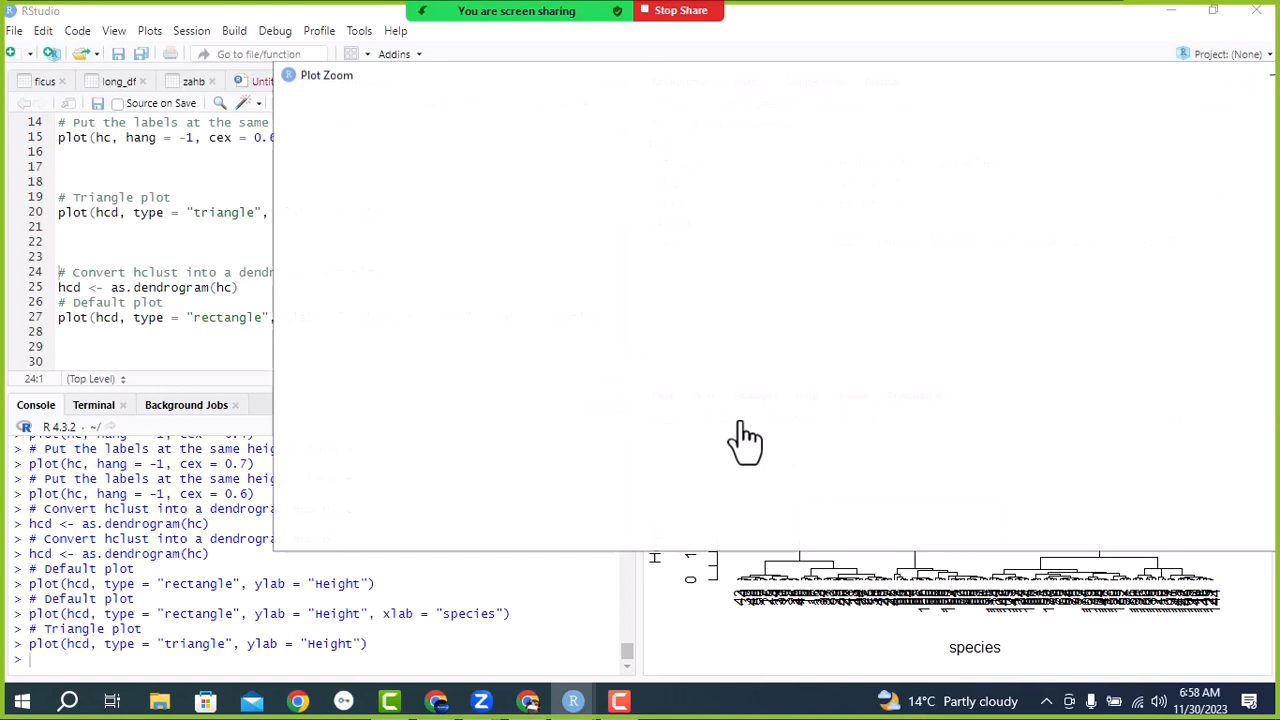 RStudio
You are screen sharing
Stop Share
File Edit Code View Plots Session Build Debug Profile Tools Help
Go to file/function
Addins
Project: (None)
ficus
long_df
zahb
Unti
Source on Save
Plot Zoom
14 # Put the labels at the same
15 plot(hc, hang = -1, cex = 0.6
16
17
18
19 # Triangle plot
20 plot(hcd, type = "triangle",
21
22
23
24 # Convert hclust into a dendr
25 hcd <- as.dendrogram(hc)
26 # Default plot
27 plot(hcd, type = "rectangle",
28
29
30
24:1 (Top Level)
Console Terminal Background Jobs
R 4.3.2 · ~/
> # Put the labels at the same heig
> plot(hc, hang = -1, cex = 0.7)
> # Put the labels at the same heig
> plot(hc, hang = -1, cex = 0.6)
> # Convert hclust into a dendrogra
> hcd <- as.dendrogram(hc)
> # Convert hclust into a dendrogra
> hcd <- as.dendrogram(hc)
> # Default plot
> plot(hcd, type = "rectangle", ylab = "Height")
> # Default plot
> plot(hcd, type = "rectangle", ylab = "Height", xlab = "species")
> # Triangle plot
> plot(hcd, type = "triangle", ylab = "Height")
>
H
1
0
species
14°C Partly cloudy
6:58 AM
11/30/2023